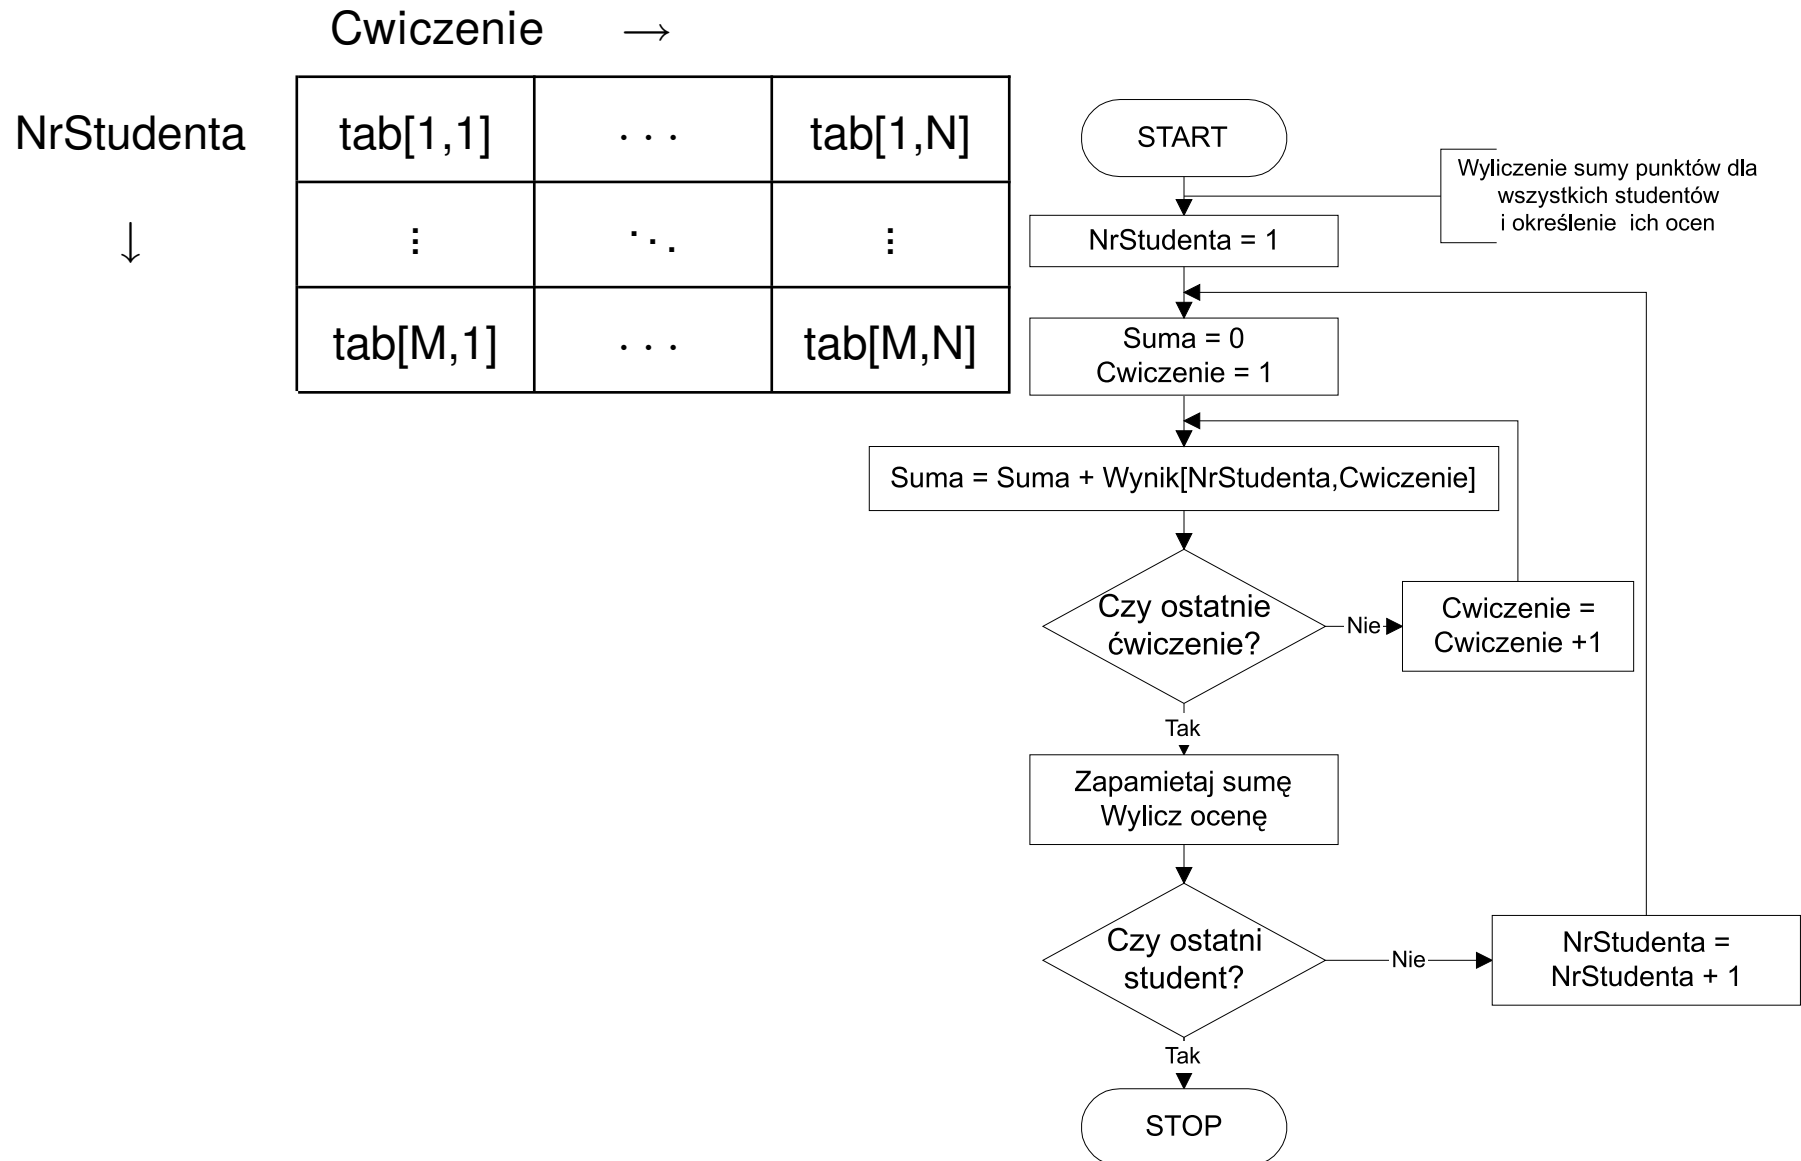 Cwiczenie →
NrStudenta
↓
tab[1,1] · · · tab[1,N]
⋮ ⋱ ⋮
tab[M,1] · · · tab[M,N]
START
Wyliczenie sumy punktów dla
wszystkich studentów
i określenie ich ocen
NrStudenta = 1
Suma = 0
Cwiczenie = 1
Suma = Suma + Wynik[NrStudenta,Cwiczenie]
Czy ostatnie
ćwiczenie?
Nie
Cwiczenie =
Cwiczenie +1
Tak
Zapamietaj sumę
Wylicz ocenę
Czy ostatni
student?
Nie
NrStudenta =
NrStudenta + 1
Tak
STOP